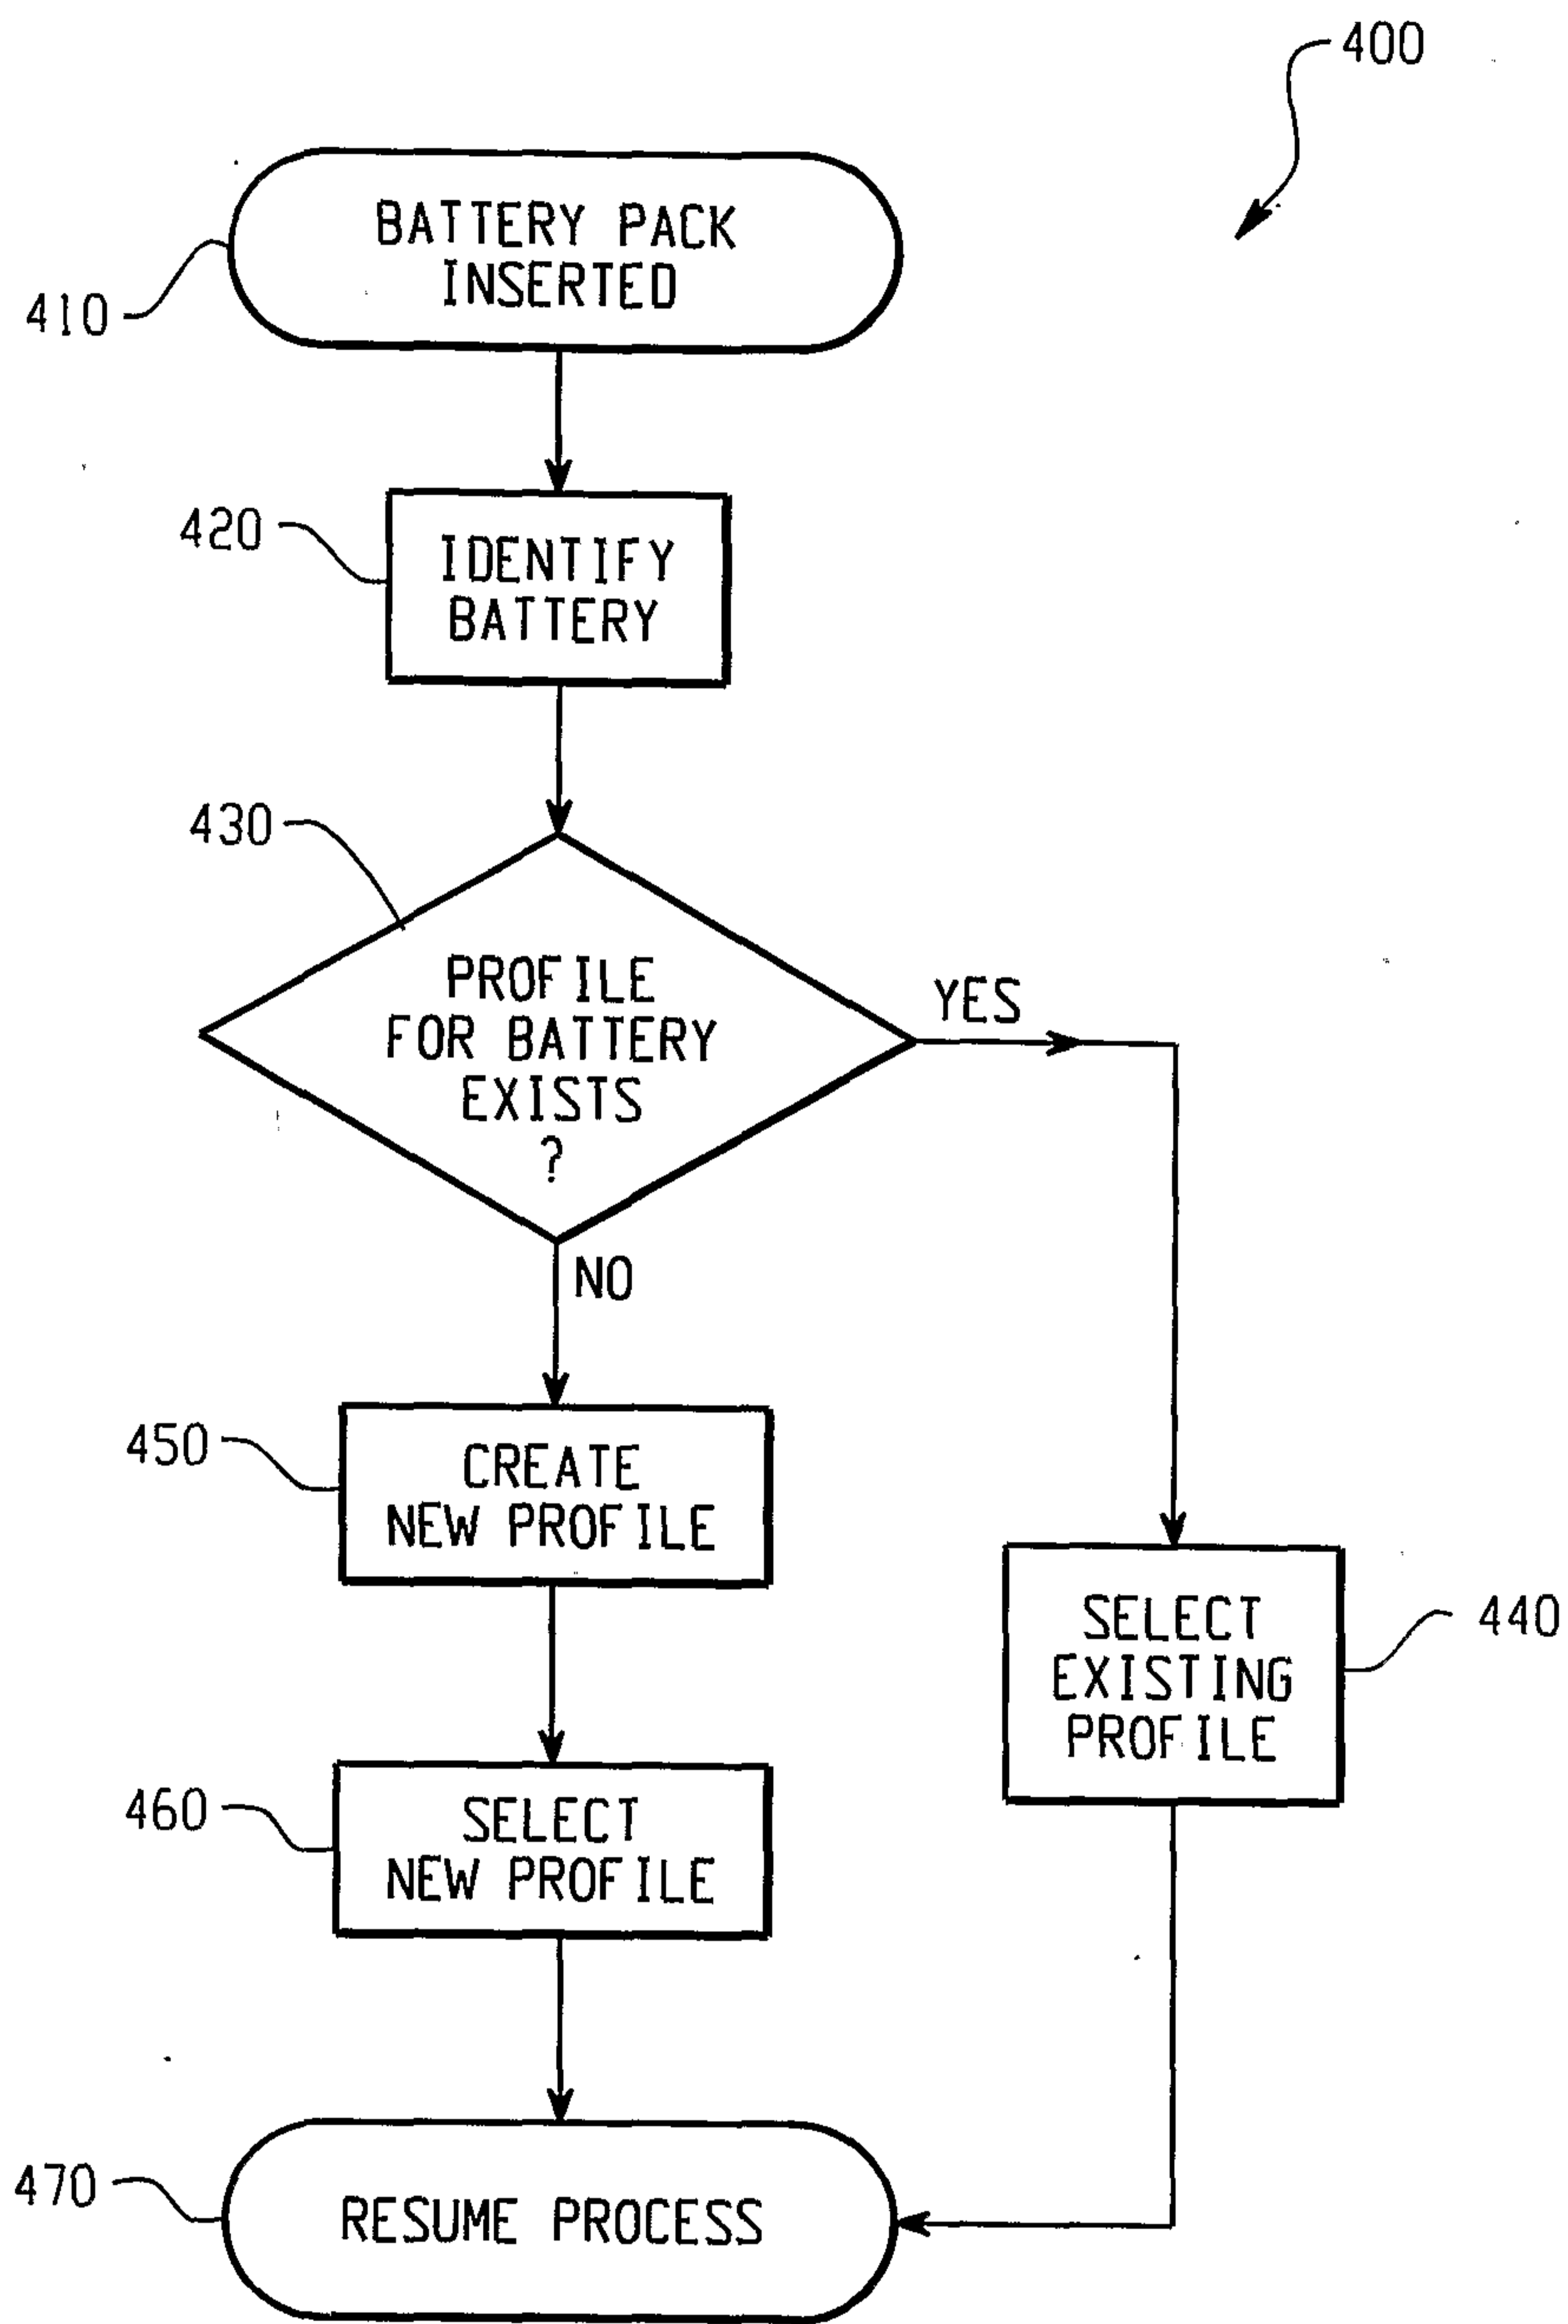 400
BATTERY PACK
INSERTED
410
420
IDENTIFY
BATTERY
430
PROFILE
FOR BATTERY
EXISTS
?
YES
NO
450
CREATE
NEW PROFILE
SELECT
EXISTING
PROFILE
440
460
SELECT
NEW PROFILE
470
RESUME PROCESS